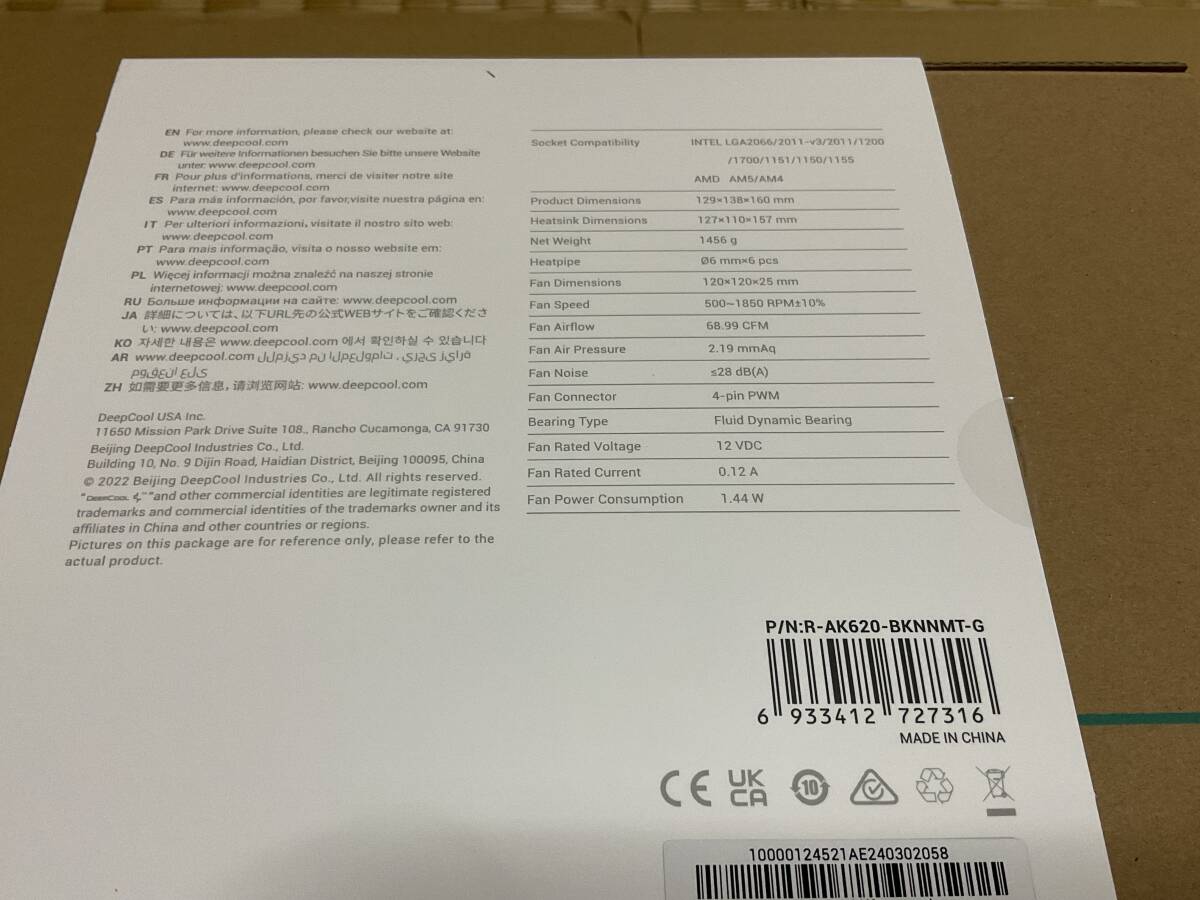 EN For more information, please check our website at:
www.deepcool.com
DE Für weitere Informationen besuchen Sie bitte unsere Website
unter: www.deepcool.com
FR Pour plus d'informations, merci de visiter notre site
internet: www.deepcool.com
ES Para más información, por favor,visite nuestra página en:
www.deepcool.com
IT Per ulteriori informazioni, visitate il nostro sito web:
www.deepcool.com
PT Para mais informação, visita o nosso website em:
www.deepcool.com
PL Więcej informacji można znaleźć na naszej stronie
internetowej: www.deepcool.com
RU Больше информации на сайте: www.deepcool.com
JA 詳細については、以下URL先の公式WEBサイトをご確認くださ
い: www.deepcool.com
KO 자세한 내용은 www.deepcool.com 에서 확인하실 수 있습니다
AR www.deepcool.com للمزيد من المعلومات ، يرجى زيارة
موقعنا على
ZH 如需要更多信息，请浏览网站: www.deepcool.com
DeepCool USA Inc.
11650 Mission Park Drive Suite 108., Rancho Cucamonga, CA 91730
Beijing DeepCool Industries Co., Ltd.
Building 10, No. 9 Dijin Road, Haidian District, Beijing 100095, China
© 2022 Beijing DeepCool Industries Co., Ltd. All rights reserved.
"DEEPCOOL ™"and other commercial identities are legitimate registered
trademarks and commercial identities of the trademarks owner and its
affiliates in China and other countries or regions.
Pictures on this package are for reference only, please refer to the
actual product.
Socket Compatibility INTEL LGA2066/2011-v3/2011/1200
/1700/1151/1150/1155
AMD AM5/AM4
Product Dimensions 129×138×160 mm
Heatsink Dimensions 127×110×157 mm
Net Weight 1456 g
Heatpipe Ø6 mm×6 pcs
Fan Dimensions 120×120×25 mm
Fan Speed 500~1850 RPM±10%
Fan Airflow 68.99 CFM
Fan Air Pressure 2.19 mmAq
Fan Noise ≤28 dB(A)
Fan Connector 4-pin PWM
Bearing Type Fluid Dynamic Bearing
Fan Rated Voltage 12 VDC
Fan Rated Current 0.12 A
Fan Power Consumption 1.44 W
P/N:R-AK620-BKNNMT-G
6 933412 727316
MADE IN CHINA
CE UK
CA 10
10000124521AE240302058